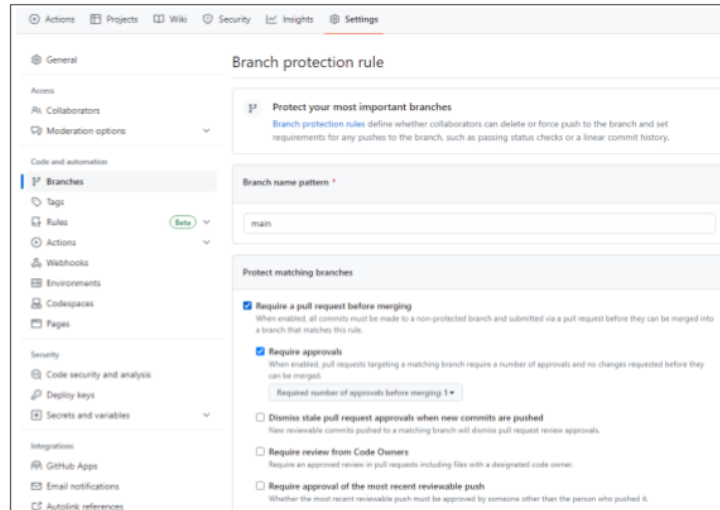 Actions Projects Wiki Security Insights Settings
General
Access
Collaborators
Moderation options
Code and automation
Branches
Tags
Rules Beta
Actions
Webhooks
Environments
Codespaces
Pages
Security
Code security and analysis
Deploy keys
Secrets and variables
Integrations
GitHub Apps
Email notifications
Autolink references
Branch protection rule
Protect your most important branches
Branch protection rules define whether collaborators can delete or force push to the branch and set
requirements for any pushes to the branch, such as passing status checks or a linear commit history.
Branch name pattern *
main
Protect matching branches
Require a pull request before merging
When enabled, all commits must be made to a non-protected branch and submitted via a pull request before they can be merged into
a branch that matches this rule.
Require approvals
When enabled, pull requests targeting a matching branch require a number of approvals and no changes requested before they
can be merged.
Required number of approvals before merging: 1
Dismiss stale pull request approvals when new commits are pushed
New reviewable commits pushed to a matching branch will dismiss pull request review approvals.
Require review from Code Owners
Require an approved review in pull requests including files with a designated code owner.
Require approval of the most recent reviewable push
Whether the most recent reviewable push must be approved by someone other than the person who pushed it.